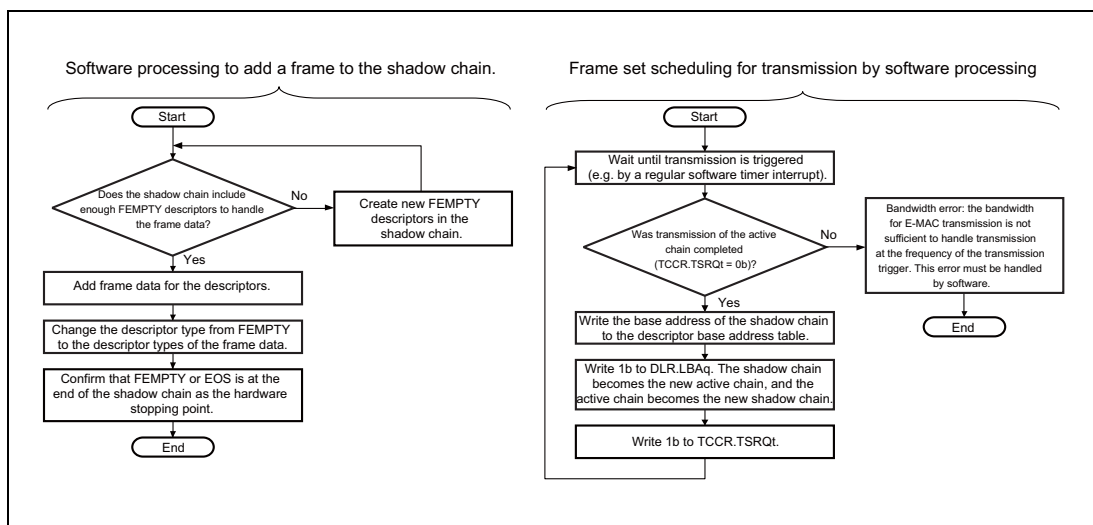 Software processing to add a frame to the shadow chain.
Start
Does the shadow chain include
enough FEMPTY descriptors to handle
the frame data?
No
Create new FEMPTY
descriptors in the
shadow chain.
Yes
Add frame data for the descriptors.
Change the descriptor type from FEMPTY
to the descriptor types of the frame data.
Confirm that FEMPTY or EOS is at the
end of the shadow chain as the hardware
stopping point.
End
Frame set scheduling for transmission by software processing
Start
Wait until transmission is triggered
(e.g. by a regular software timer interrupt).
Was transmission of the active
chain completed
(TCCR.TSRQt = 0b)?
No
Bandwidth error: the bandwidth
for E-MAC transmission is not
sufficient to handle transmission
at the frequency of the transmission
trigger. This error must be handled
by software.
End
Yes
Write the base address of the shadow chain
to the descriptor base address table.
Write 1b to DLR.LBAq. The shadow chain
becomes the new active chain, and the
active chain becomes the new shadow chain.
Write 1b to TCCR.TSRQt.